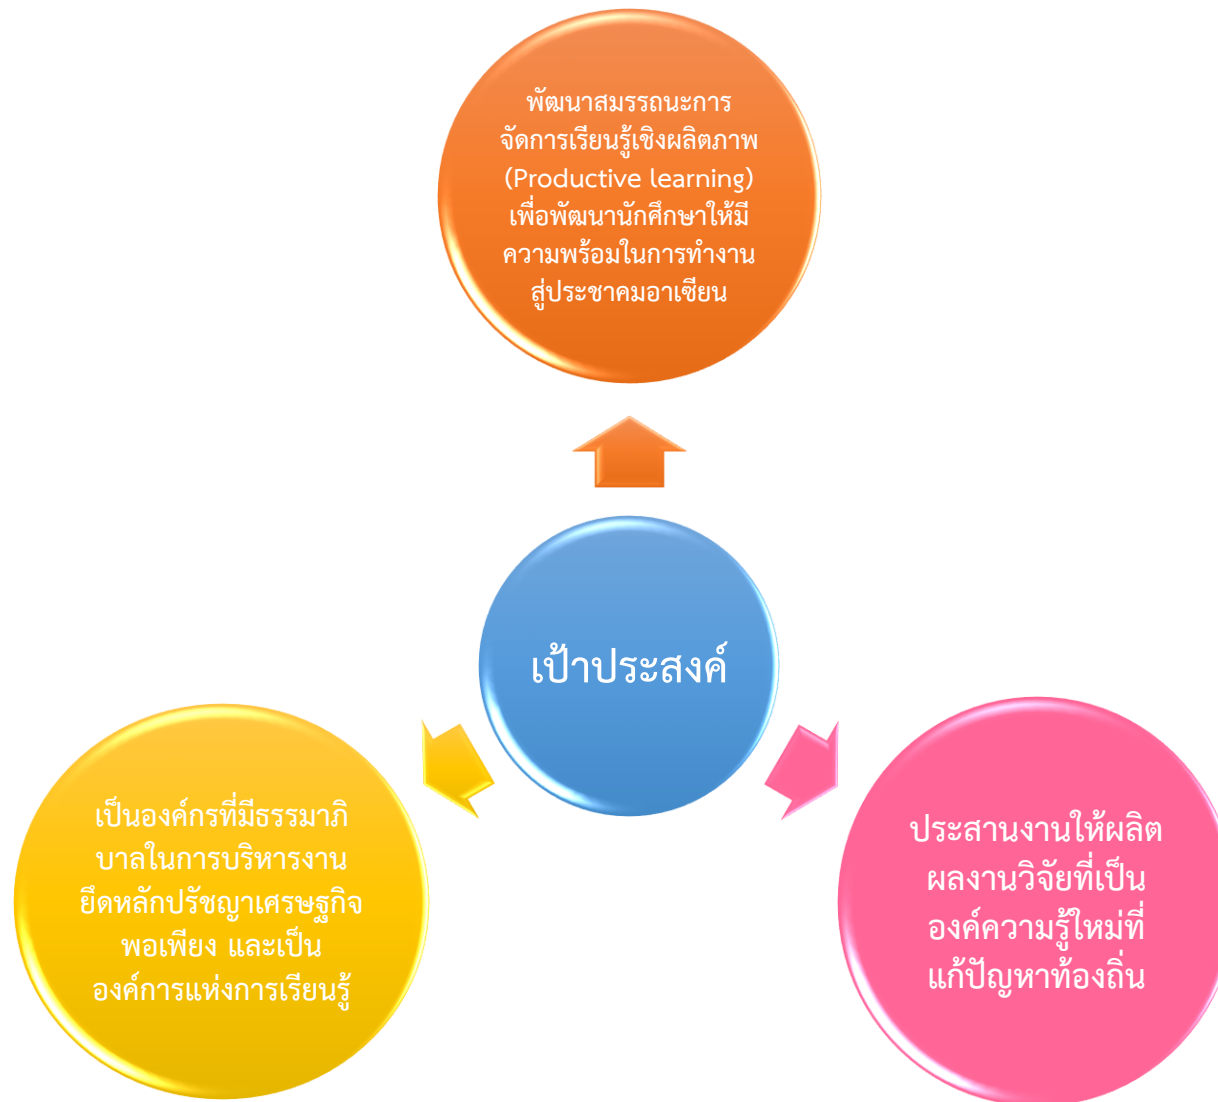 พัฒนาสมรรถนะการ
จัดการเรียนรู้เชิงผลิตภาพ
(Productive learning)
เพื่อพัฒนานักศึกษาให้มี
ความพร้อมในการทำงาน
สู่ประชาคมอาเซียน
เป้าประสงค์
เป็นองค์กรที่มีธรรมาภิ
บาลในการบริหารงาน
ยึดหลักปรัชญาเศรษฐกิจ
พอเพียง และเป็น
องค์การแห่งการเรียนรู้
ประสานงานให้ผลิต
ผลงานวิจัยที่เป็น
องค์ความรู้ใหม่ที่
แก้ปัญหาท้องถิ่น